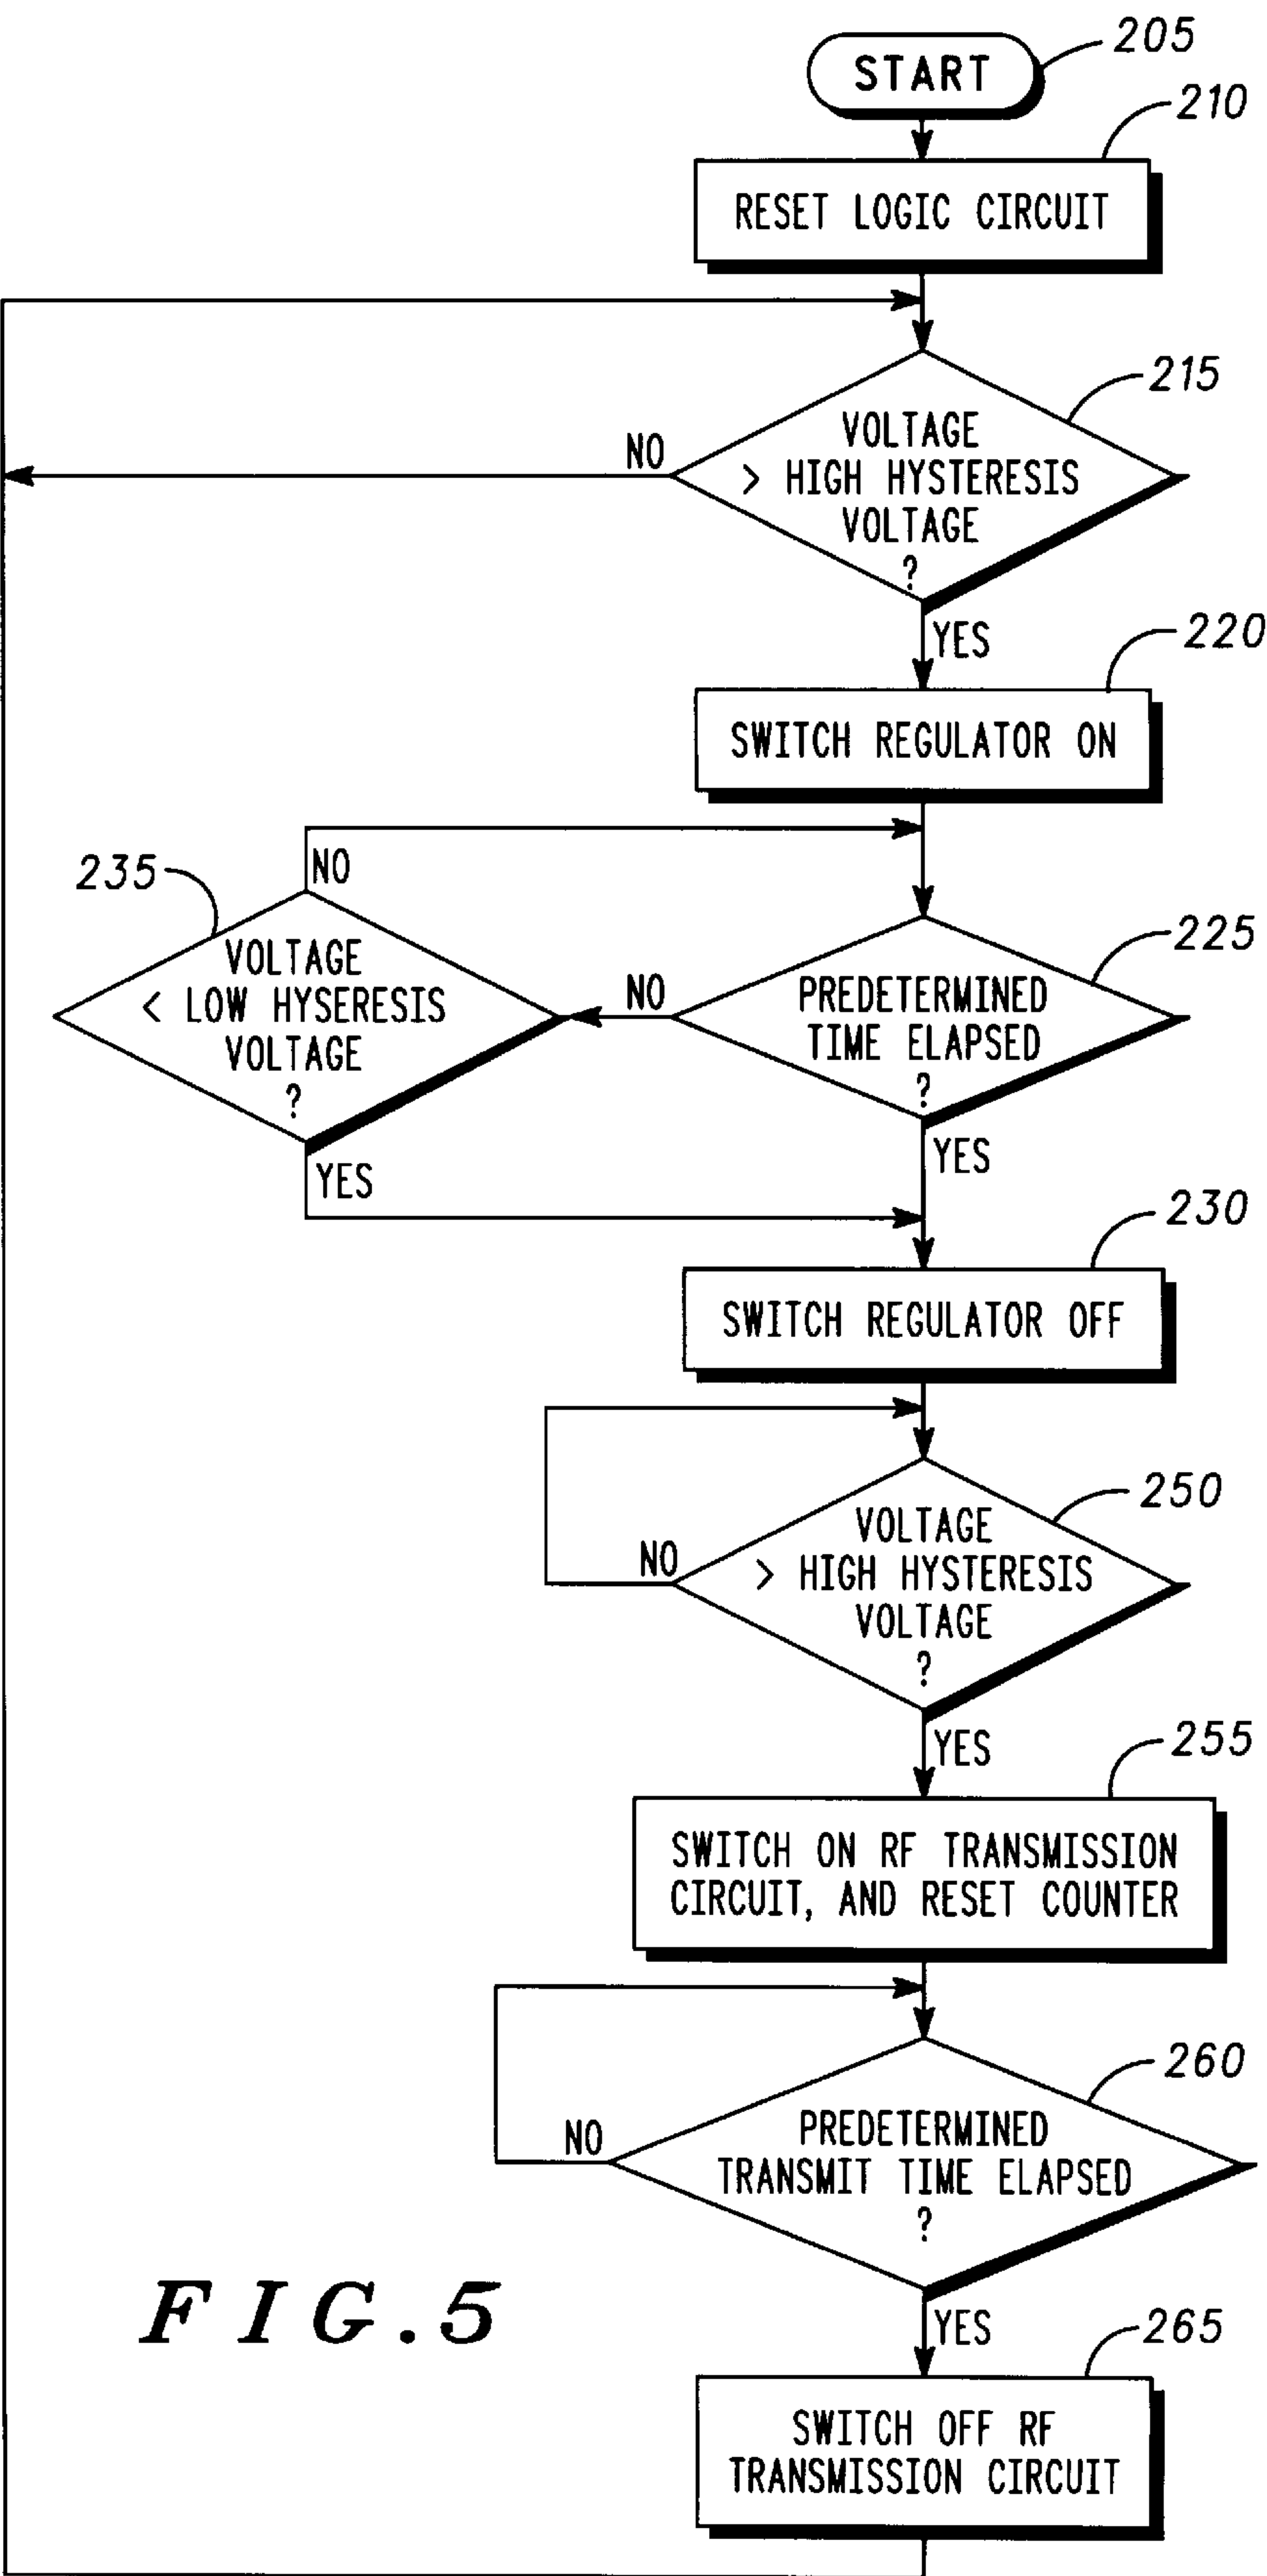 START
205
210
RESET LOGIC CIRCUIT
215
VOLTAGE
> HIGH HYSTERESIS
VOLTAGE
?
NO
YES
220
SWITCH REGULATOR ON
NO
235
VOLTAGE
< LOW HYSERESIS
VOLTAGE
?
YES
225
NO
PREDETERMINED
TIME ELAPSED
?
YES
230
SWITCH REGULATOR OFF
250
VOLTAGE
> HIGH HYSTERESIS
VOLTAGE
?
NO
YES
255
SWITCH ON RF TRANSMISSION
CIRCUIT, AND RESET COUNTER
260
PREDETERMINED
TRANSMIT TIME ELAPSED
?
NO
YES
265
SWITCH OFF RF
TRANSMISSION CIRCUIT
FIG.5